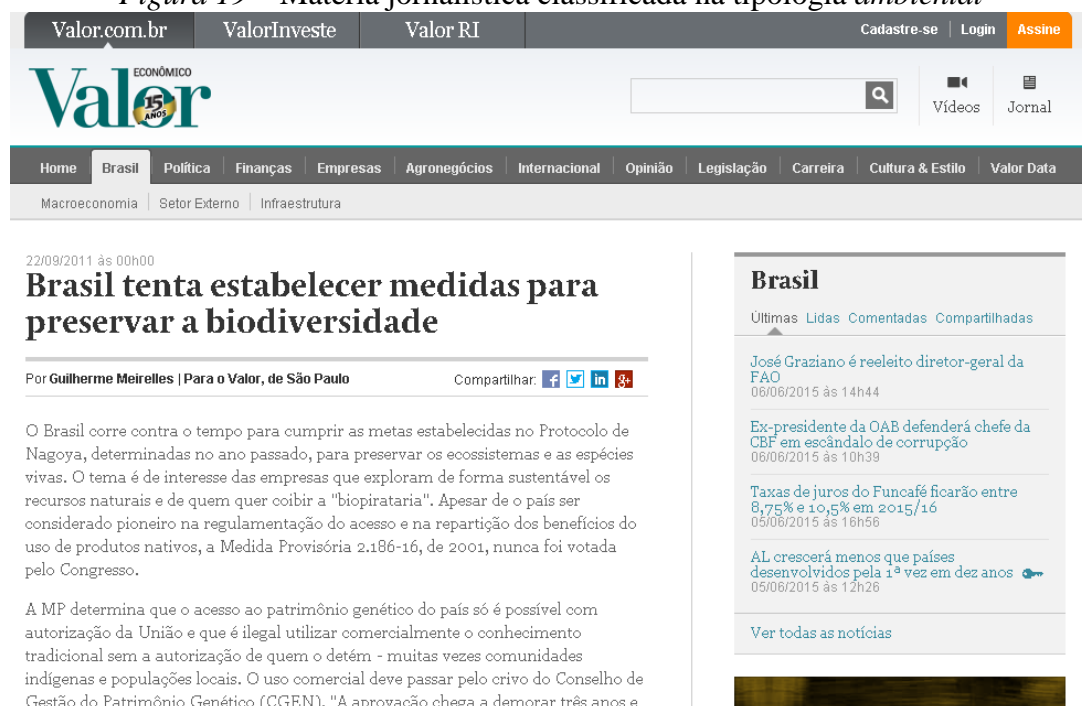 Figura 19 – Matéria jornalística classificada na tipologia ambiental
Valor.com.br ValorInveste Valor RI Cadastre-se Login Assine
Valor ECONÔMICO 15 ANOS
Vídeos Jornal
Home Brasil Política Finanças Empresas Agronegócios Internacional Opinião Legislação Carreira Cultura & Estilo Valor Data
Macroeconomia Setor Externo Infraestrutura
22/09/2011 às 00h00
Brasil tenta estabelecer medidas para
preservar a biodiversidade
Por Guilherme Meirelles | Para o Valor, de São Paulo Compartilhar:
O Brasil corre contra o tempo para cumprir as metas estabelecidas no Protocolo de
Nagoya, determinadas no ano passado, para preservar os ecossistemas e as espécies
vivas. O tema é de interesse das empresas que exploram de forma sustentável os
recursos naturais e de quem quer coibir a "biopirataria". Apesar de o país ser
considerado pioneiro na regulamentação do acesso e na repartição dos benefícios do
uso de produtos nativos, a Medida Provisória 2.186-16, de 2001, nunca foi votada
pelo Congresso.
A MP determina que o acesso ao patrimônio genético do país só é possível com
autorização da União e que é ilegal utilizar comercialmente o conhecimento
tradicional sem a autorização de quem o detém - muitas vezes comunidades
indígenas e populações locais. O uso comercial deve passar pelo crivo do Conselho de
Gestão do Patrimônio Genético (CGEN). "A aprovação chega a demorar três anos e
Brasil
Últimas Lidas Comentadas Compartilhadas
José Graziano é reeleito diretor-geral da
FAO
06/06/2015 às 14h44
Ex-presidente da OAB defenderá chefe da
CBF em escândalo de corrupção
06/06/2015 às 10h39
Taxas de juros do Funcafé ficarão entre
8,75% e 10,5% em 2015/16
05/06/2015 às 16h56
AL crescerá menos que países
desenvolvidos pela 1ª vez em dez anos
05/06/2015 às 12h26
Ver todas as notícias